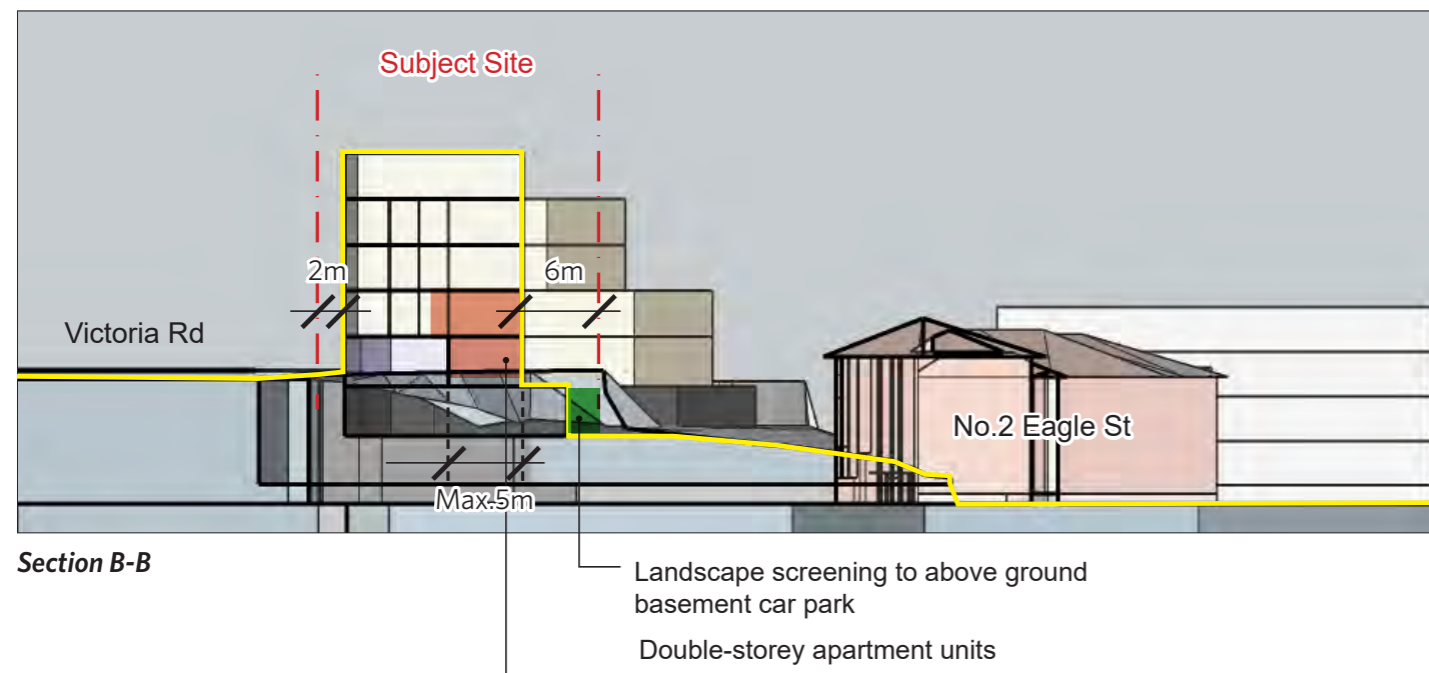 Subject Site
2m
6m
Victoria Rd
No.2 Eagle St
Max.5m
Section B-B
Landscape screening to above ground
basement car park
Double-storey apartment units